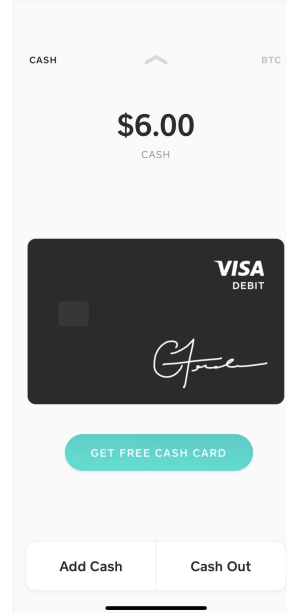 CASH BTC
$6.00
CASH
VISA
DEBIT
GET FREE CASH CARD
Add Cash Cash Out